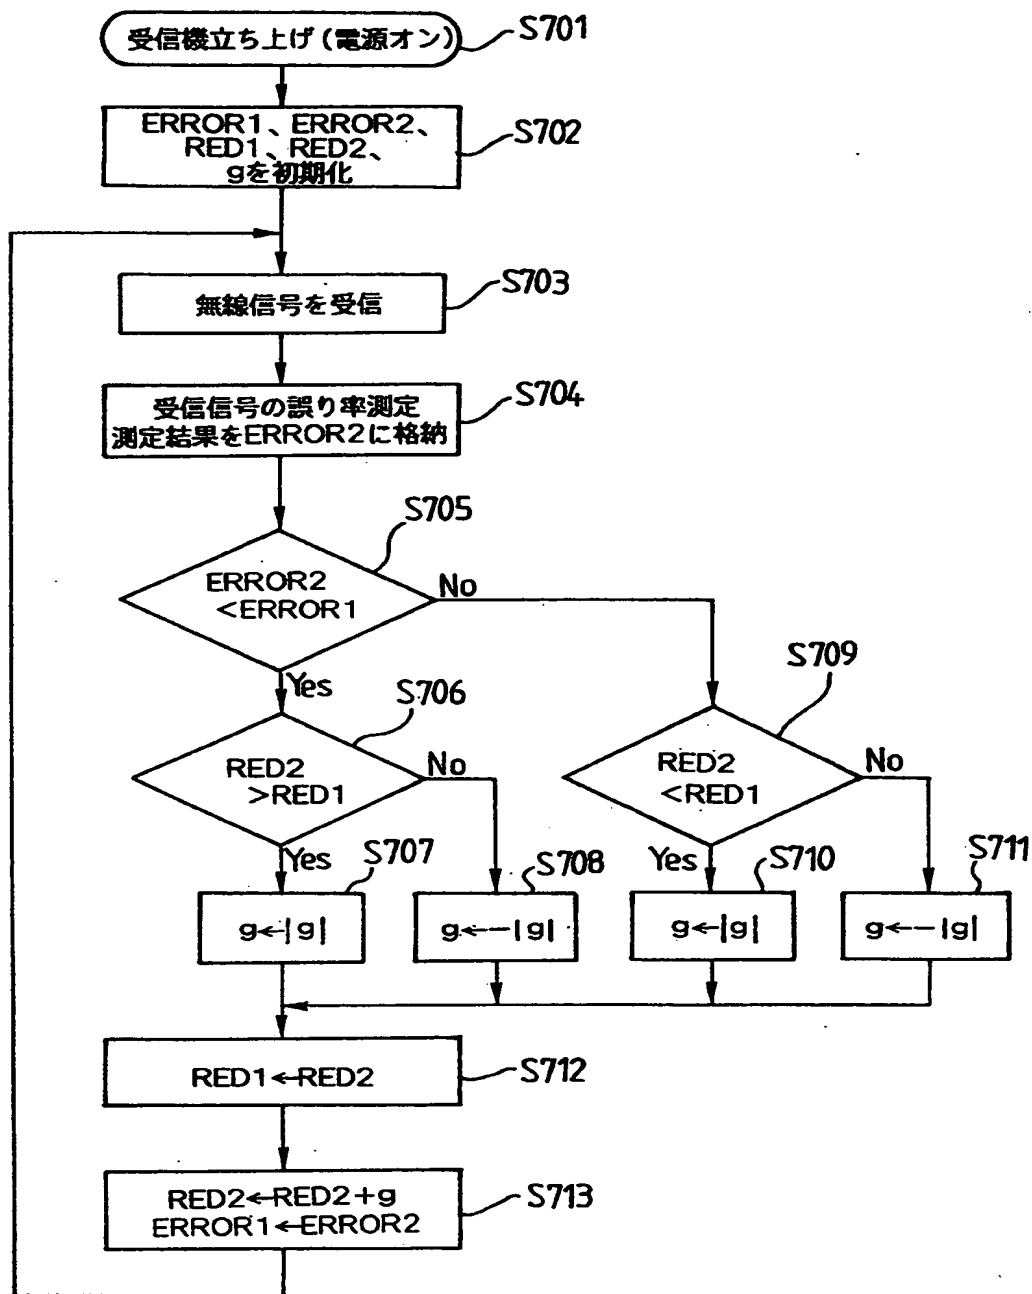 受信機立ち上げ(電源オン)
S701
ERROR1、ERROR2、
RED1、RED2、
gを初期化
S702
無線信号を受信
S703
受信信号の誤り率測定
測定結果をERROR2に格納
S704
ERROR2
<ERROR1
S705
No
Yes
RED2
>RED1
S706
No
Yes
RED2
<RED1
S709
No
Yes
g←|g|
S707
g←−|g|
S708
g←|g|
S710
g←−|g|
S711
RED1←RED2
S712
RED2←RED2+g
ERROR1←ERROR2
S713